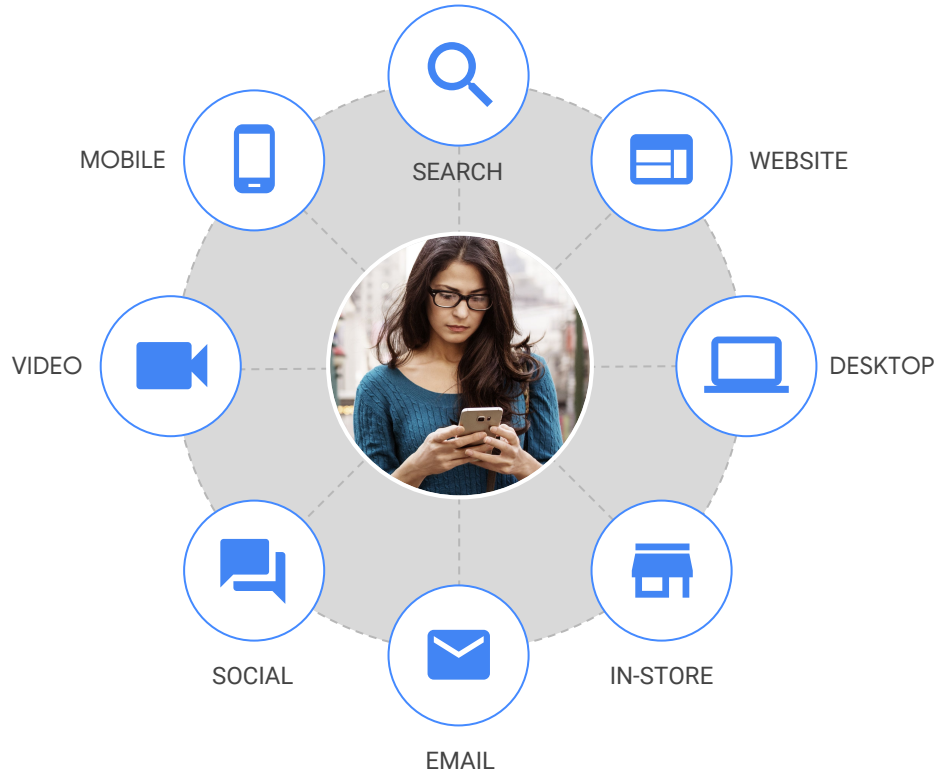 SEARCH
MOBILE
WEBSITE
VIDEO
DESKTOP
SOCIAL
IN-STORE
EMAIL